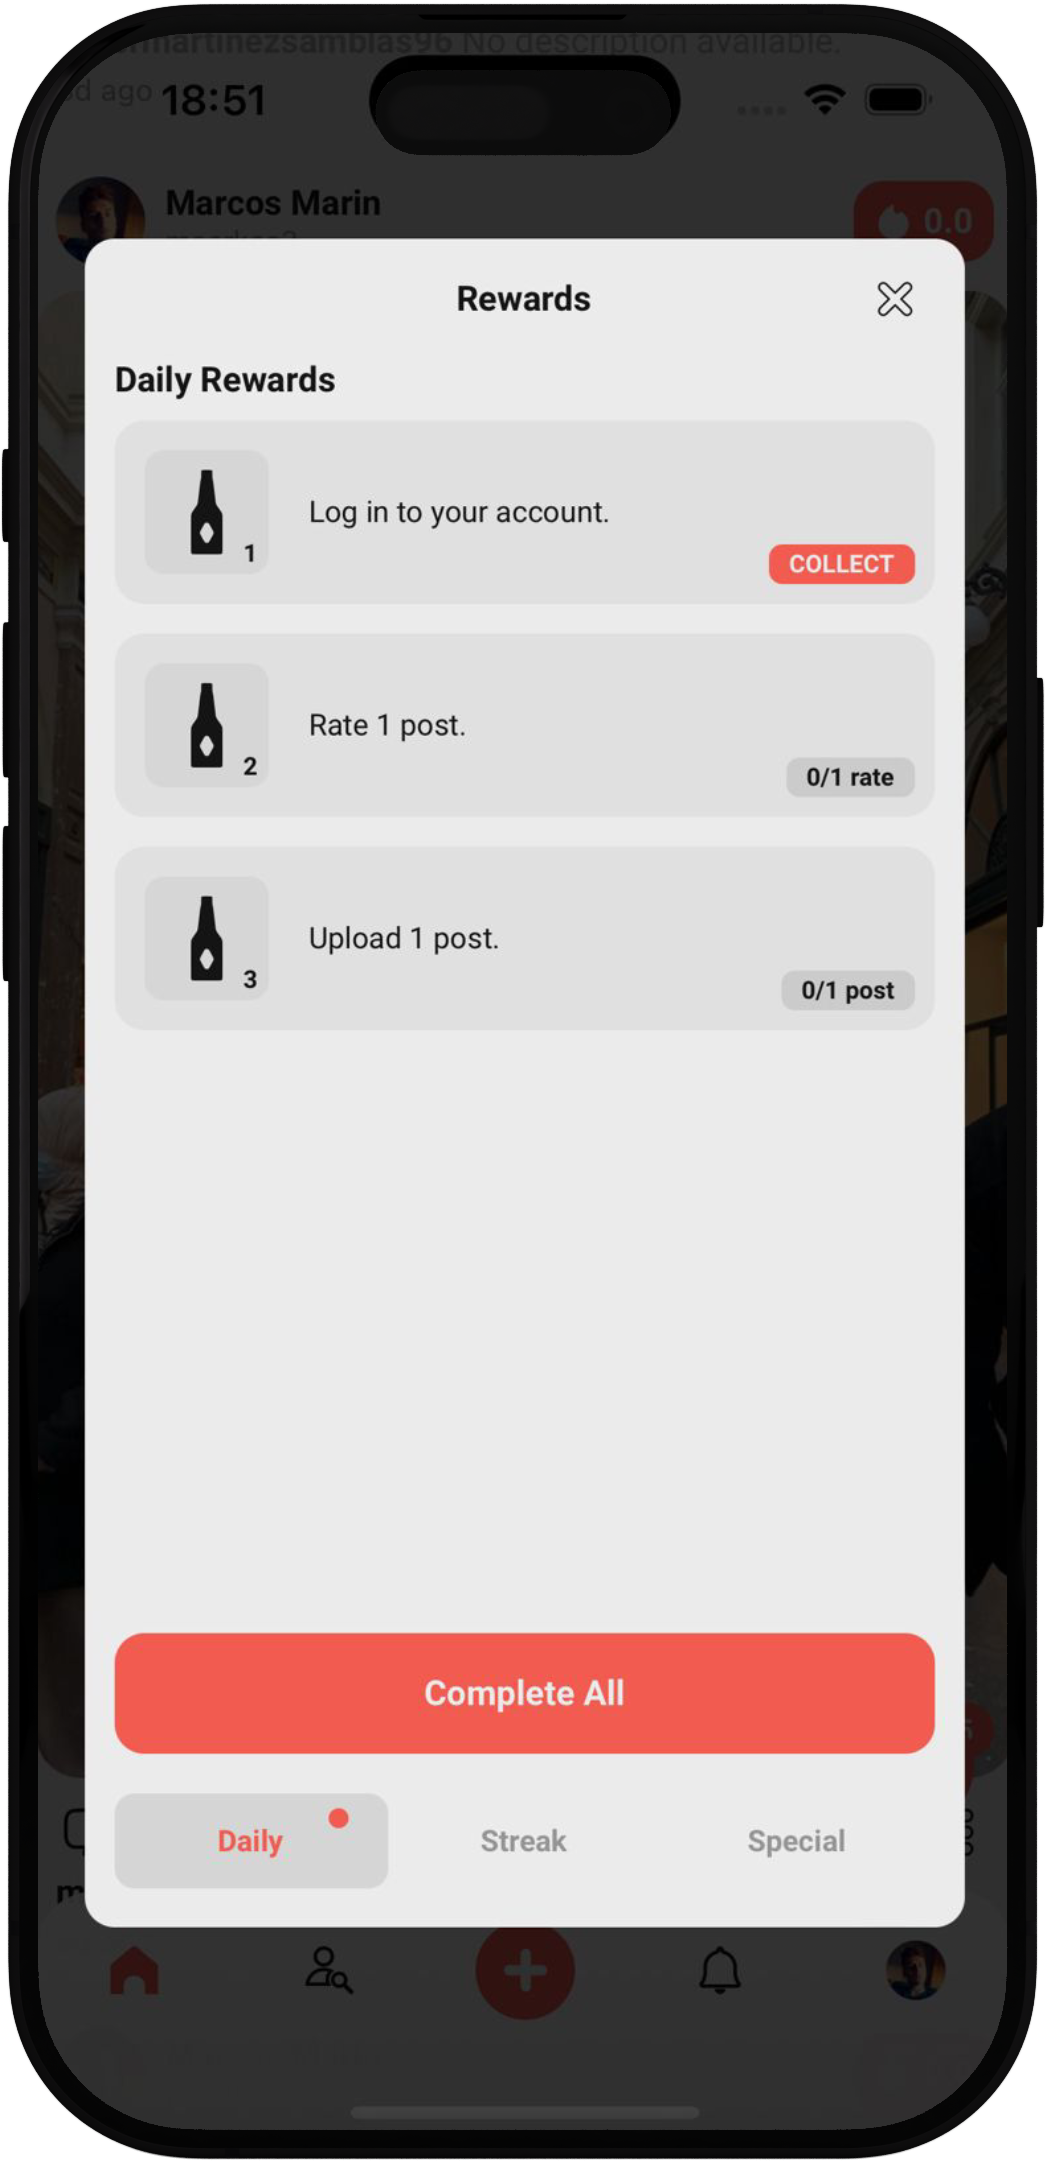 martinezsamblas96 No description available.
d ago
18:51
Marcos Marin
0.0
Rewards
Daily Rewards
1
Log in to your account.
COLLECT
2
Rate 1 post.
0/1 rate
3
Upload 1 post.
0/1 post
Complete All
Daily
Streak
Special